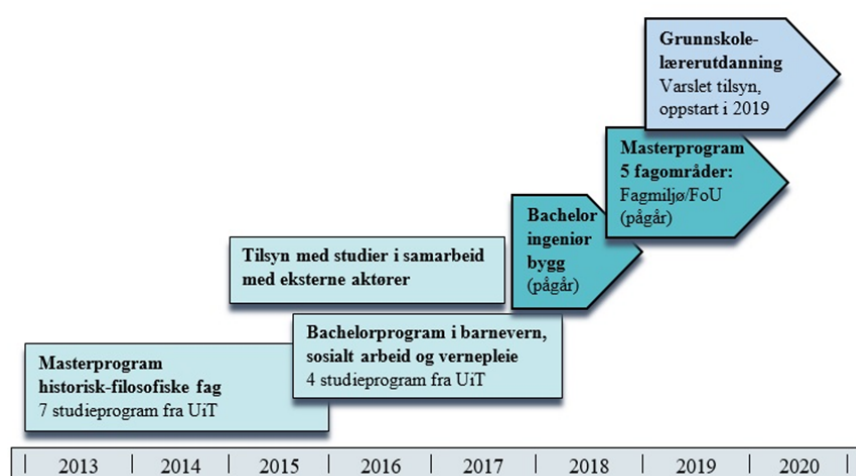 Grunnskole-
lærerutdanning
Varslet tilsyn,
oppstart i 2019
Masterprogram
5 fagområder:
Fagmiljø/FoU
(pågår)
Bachelor
ingeniør
bygg
(pågår)
Tilsyn med studier i samarbeid
med eksterne aktører
Bachelorprogram i barnevern,
sosialt arbeid og vernepleie
4 studieprogram fra UiT
Masterprogram
historisk-filosofiske fag
7 studieprogram fra UiT
2013 2014 2015 2016 2017 2018 2019 2020